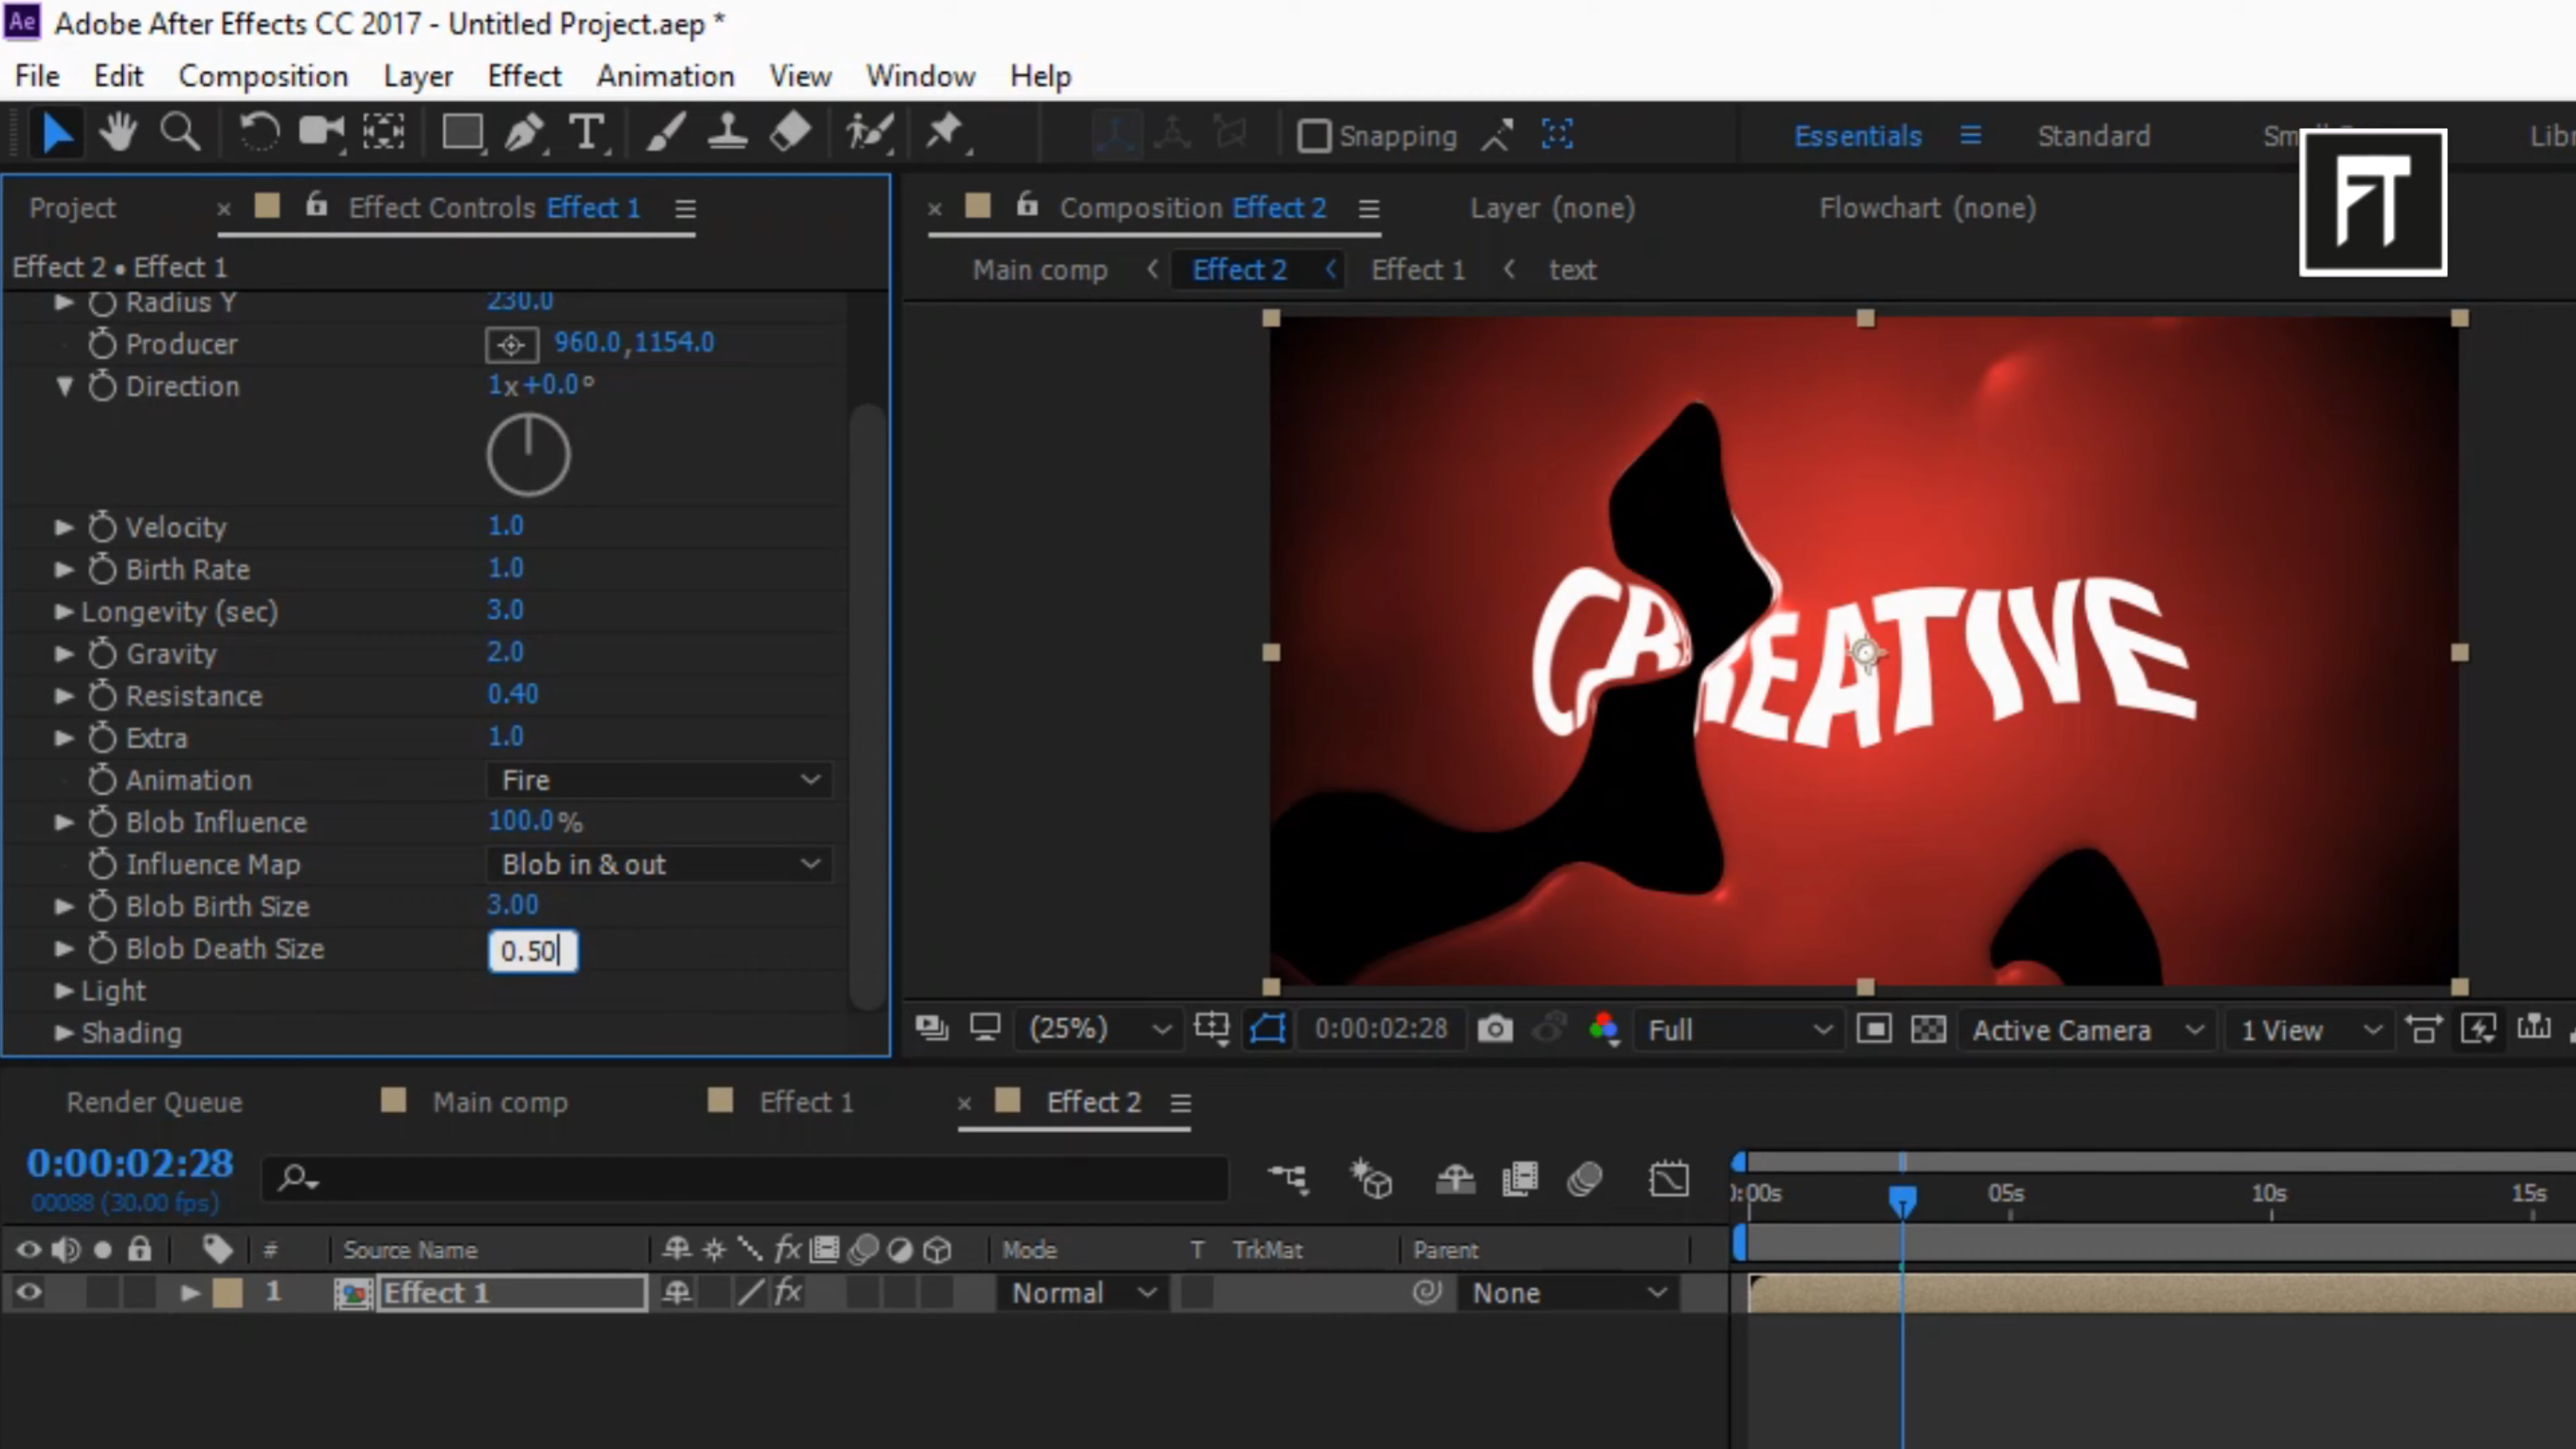 Ae Adobe After Effects CC 2017 - Untitled Project.aep *
File Edit Composition Layer Effect Animation View Window Help
T Snapping Essentials Standard
Project × Effect Controls Effect 1
× Composition Effect 2 Layer (none) Flowchart (none)
FT
Effect 2 • Effect 1
Main comp < Effect 2 < Effect 1 < text
Radius Y 230.0
Producer 960.0,1154.0
Direction 1x+0.0°
Velocity 1.0
Birth Rate 1.0
Longevity (sec) 3.0
Gravity 2.0
Resistance 0.40
Extra 1.0
Animation Fire
Blob Influence 100.0%
Influence Map Blob in & out
Blob Birth Size 3.00
Blob Death Size 0.50
Light
Shading
CREATIVE
(25%) 0:00:02:28 Full Active Camera 1 View
Render Queue Main comp Effect 1 × Effect 2
0:00:02:28
00088 (30.00 fps)
0:00s 05s 10s 15s
# Source Name fx Mode T TrkMat Parent
1 Effect 1 fx Normal None